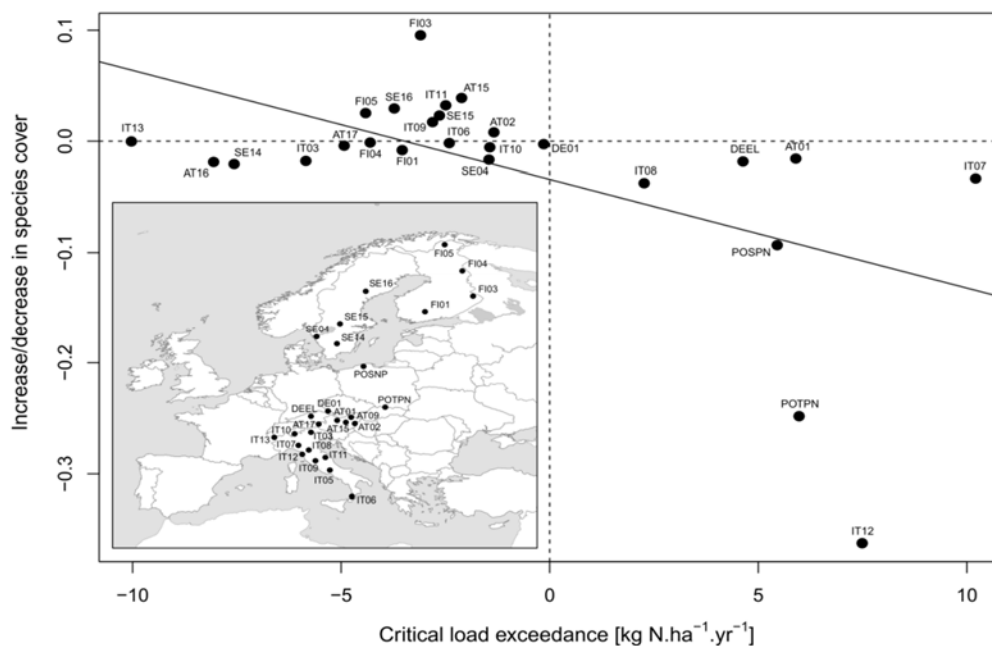 Increase/decrease in species cover
0.1
0.0
−0.1
−0.2
−0.3
FI03
FI05
SE16
IT11
AT15
IT09
SE15
AT02
IT13
AT16
SE14
IT03
AT17
FI04
FI01
IT06
IT10
SE04
DE01
IT08
DEEL
AT01
IT07
POSPN
POTPN
IT12
FI05
FI04
SE16
FI03
FI01
SE15
SE04
SE14
POSNP
POTPN
DE01
DEEL
AT01
AT09
AT17
AT15
AT02
IT10
IT03
IT13
IT07
IT08
IT12
IT11
IT09
IT05
IT06
−10
−5
0
5
10
Critical load exceedance [kg N.ha−1.yr−1]